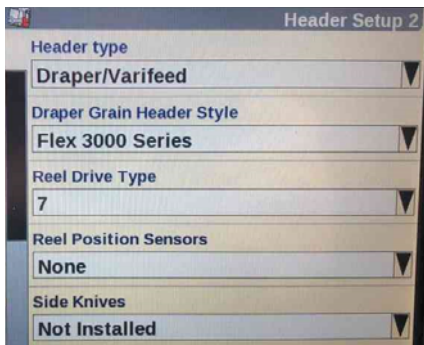 Header Setup 2
Header type
Draper/Varifeed
Draper Grain Header Style
Flex 3000 Series
Reel Drive Type
7
Reel Position Sensors
None
Side Knives
Not Installed